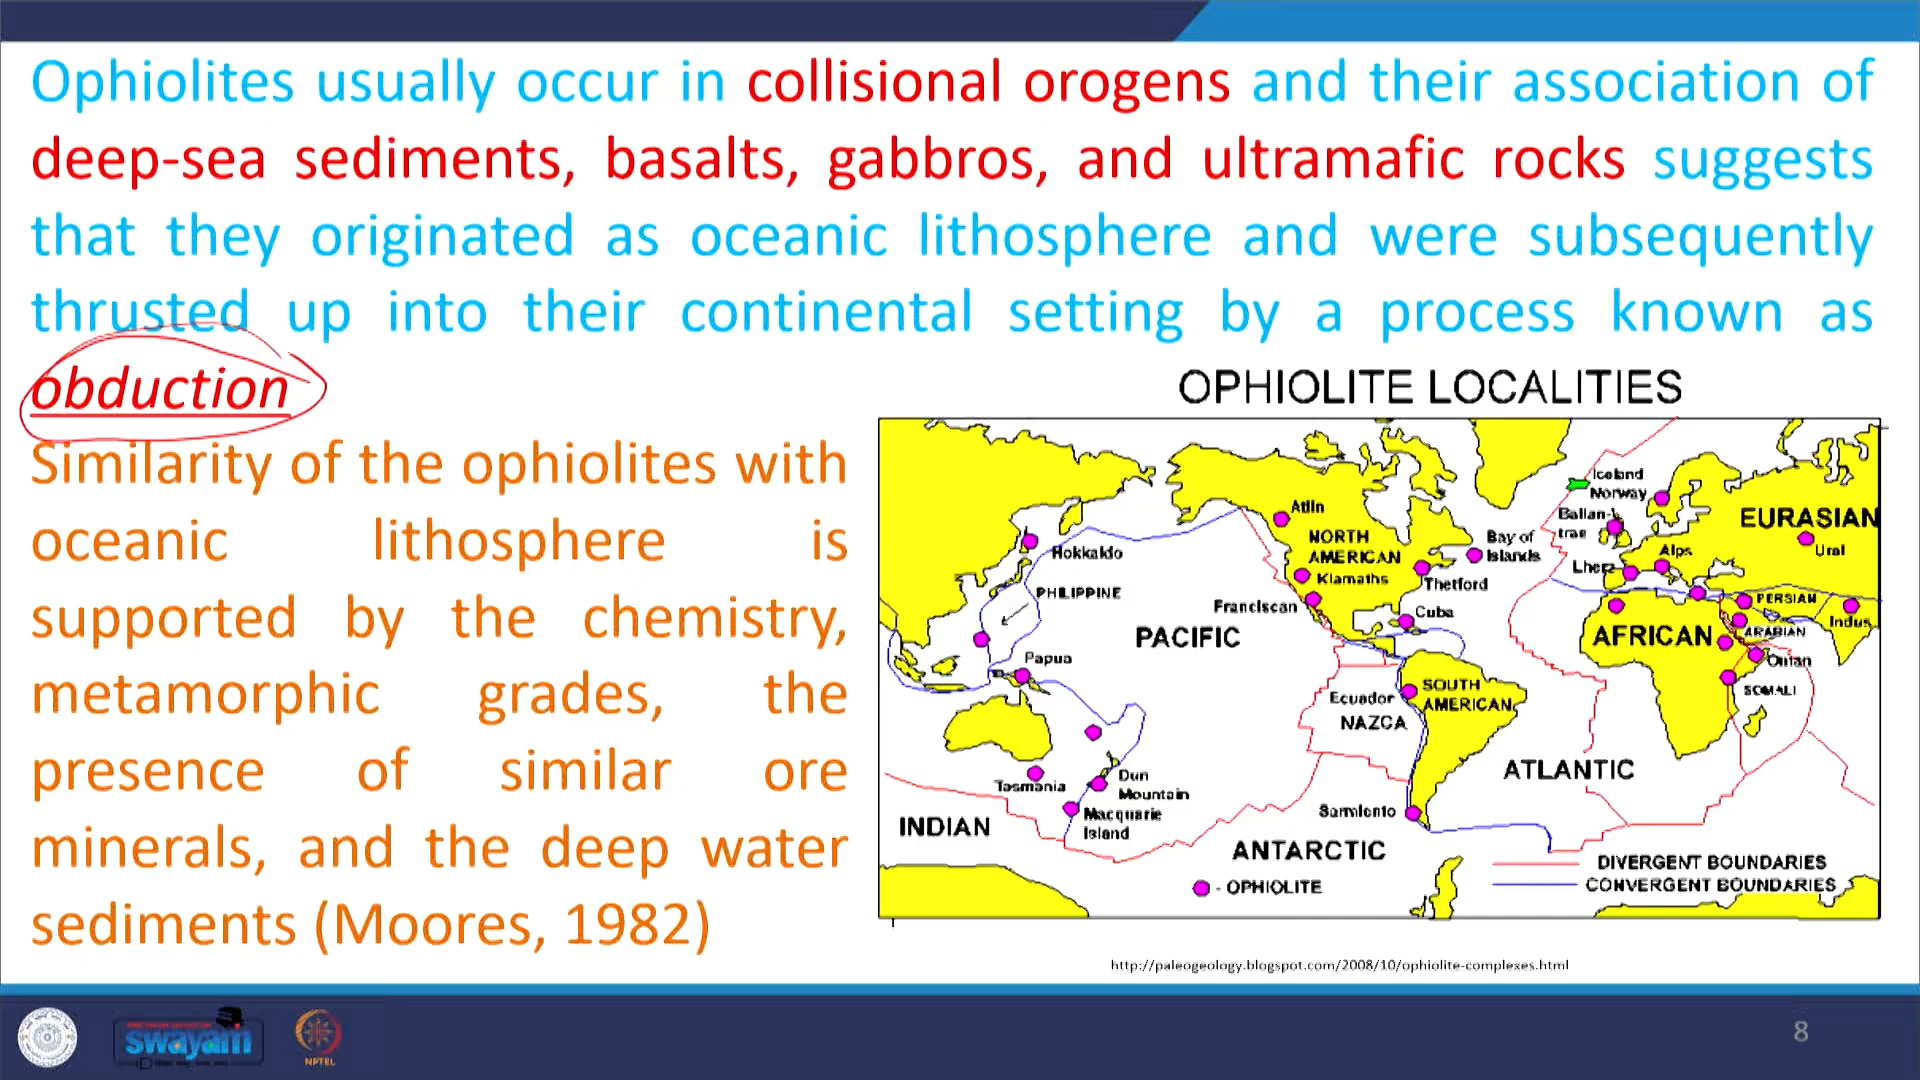 Ophiolites usually occur in collisional orogens and their association of
deep-sea sediments, basalts, gabbros, and ultramafic rocks suggests
that they originated as oceanic lithosphere and were subsequently
thrusted up into their continental setting by a process known as
obduction
Similarity of the ophiolites with
oceanic lithosphere is
supported by the chemistry,
metamorphic grades, the
presence of similar ore
minerals, and the deep water
sediments (Moores, 1982)
OPHIOLITE LOCALITIES
Iceland
Norway
Atlin
Ballan-
trae
EURASIAN
NORTH
AMERICAN
Bay of
Islands
Hokkaido
Alps
Ural
Lherz
Klamaths
Thetford
PHILIPPINE
PERSIAN
Franciscan
Cuba
Indus
PACIFIC
AFRICAN
ARABIAN
Papua
Oman
SOUTH
AMERICAN
Ecuador
SOMALI
NAZCA
ATLANTIC
Tasmania
Dun
Mountain
Macquarie
Island
Sarmiento
INDIAN
ANTARCTIC
DIVERGENT BOUNDARIES
CONVERGENT BOUNDARIES
- OPHIOLITE
http://paleogeology.blogspot.com/2008/10/ophiolite-complexes.html
swayam
NPTEL
8